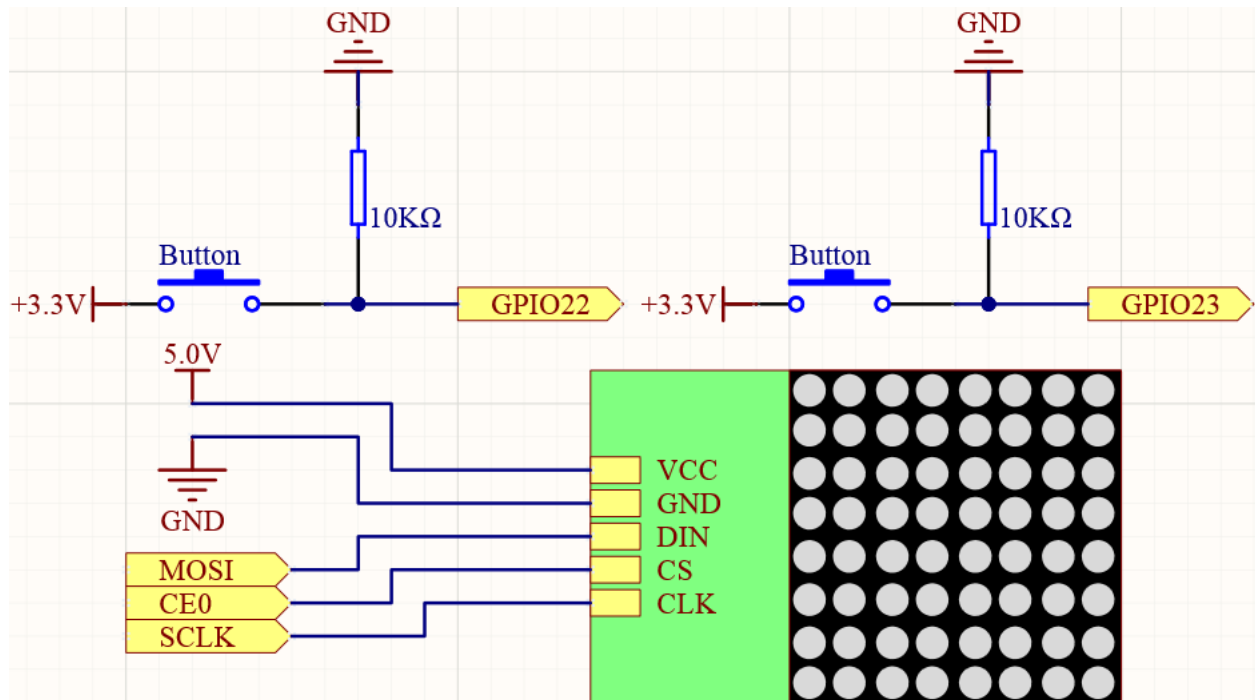 GND
GND
10KΩ
10KΩ
Button
Button
+3.3V
GPIO22
+3.3V
GPIO23
5.0V
VCC
GND
GND
DIN
MOSI
CS
CE0
CLK
SCLK